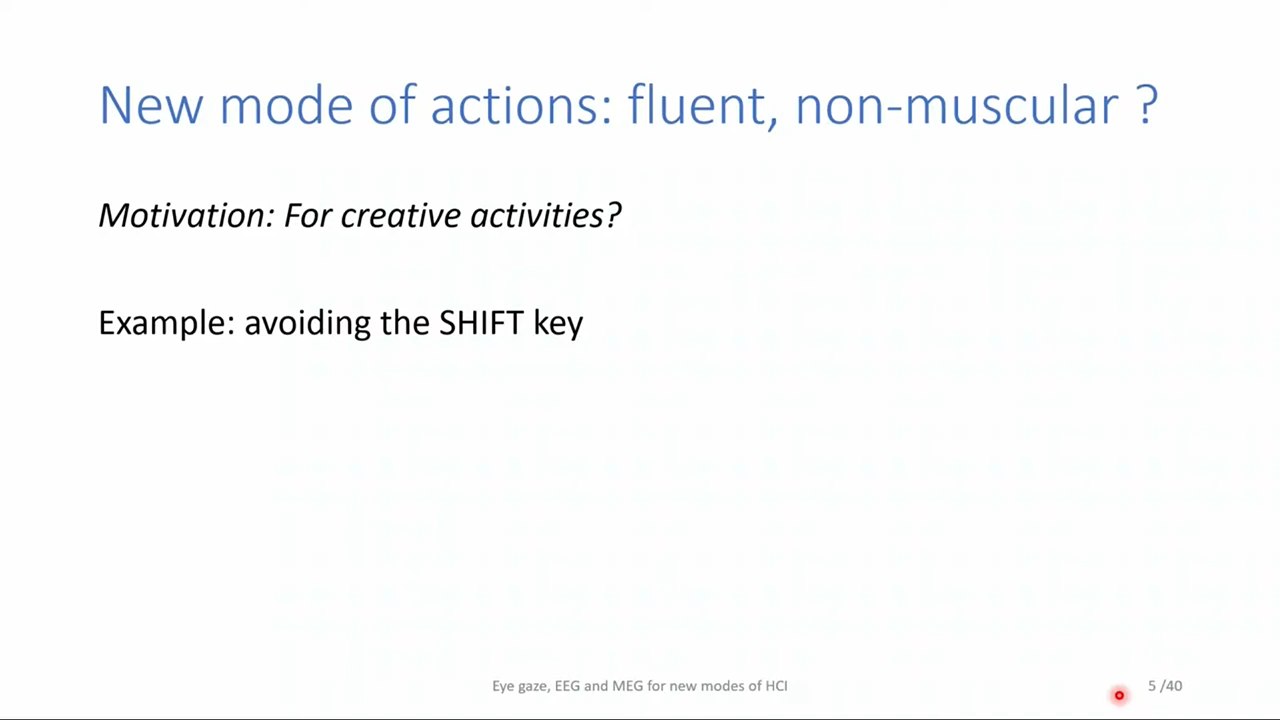 New mode of actions: fluent, non-muscular ?
Motivation: For creative activities?
Example: avoiding the SHIFT key
Eye gaze, EEG and MEG for new modes of HCI
5 /40